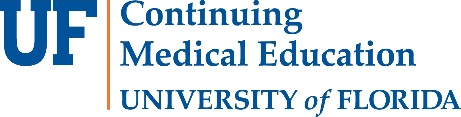 UF
Continuing
Medical Education
UNIVERSITY of FLORIDA